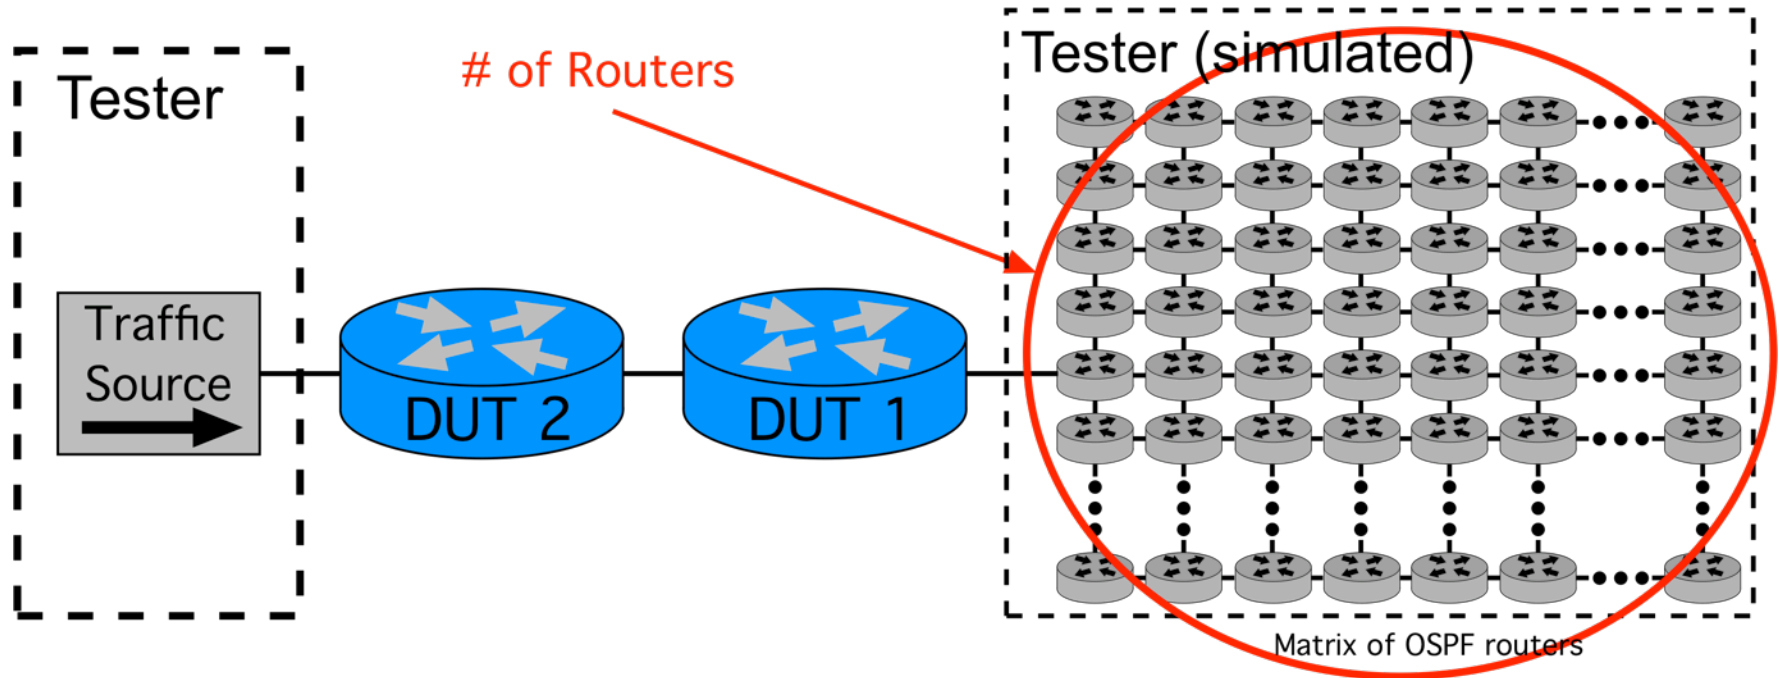 Tester
# of Routers
Tester (simulated)
Traffic
Source
DUT 2
DUT 1
Matrix of OSPF routers